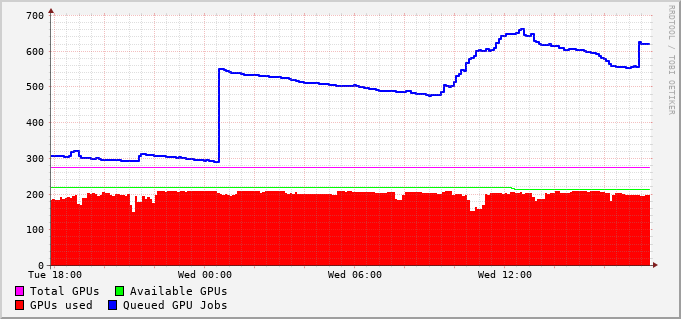 700
600
500
400
300
200
100
0
Tue 18:00 Wed 00:00 Wed 06:00 Wed 12:00
Total GPUs Available GPUs
GPUs used Queued GPU Jobs
RRDTOOL / TOBI OETIKER